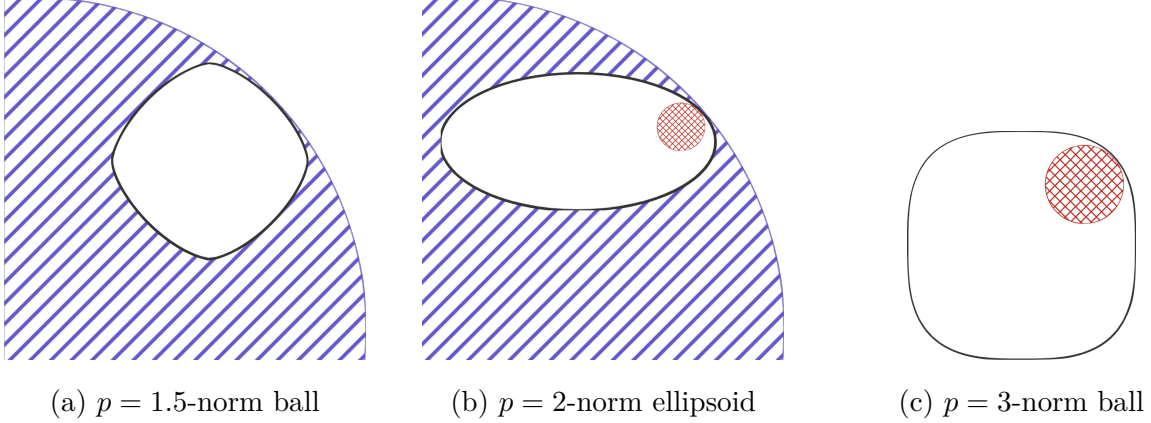 (a) p = 1.5-norm ball
(b) p = 2-norm ellipsoid
(c) p = 3-norm ball